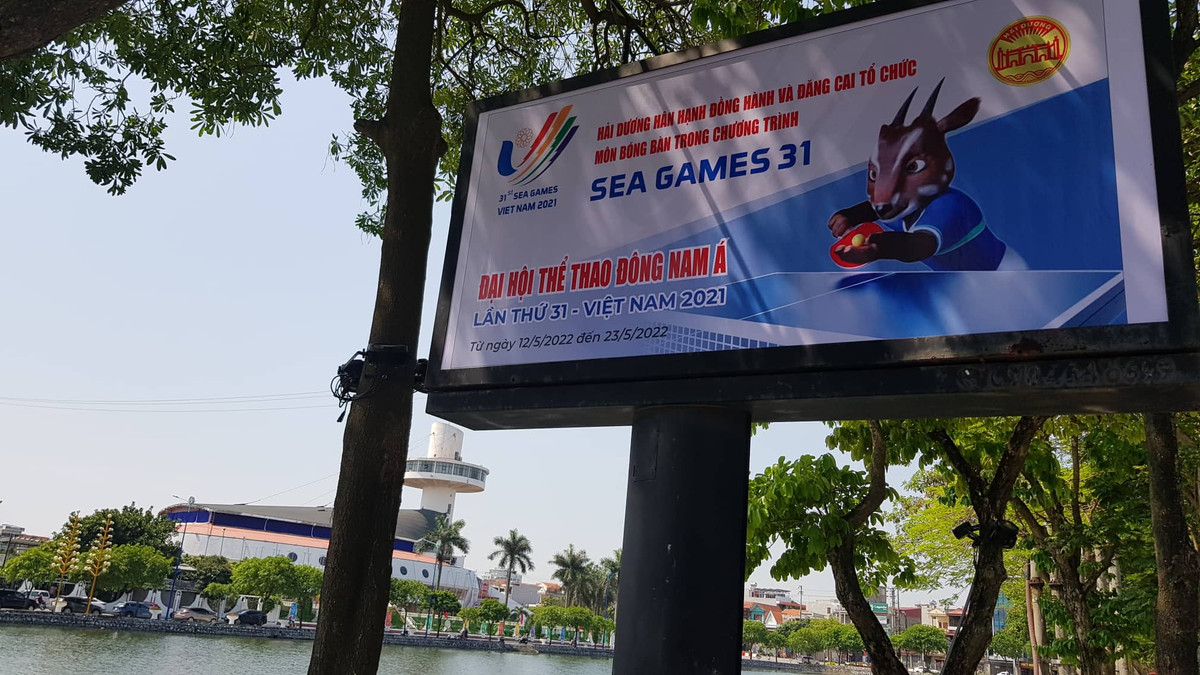 31ST SEA GAMES
VIET NAM 2021
HẢI DƯƠNG HÂN HẠNH ĐỒNG HÀNH VÀ ĐĂNG CAI TỔ CHỨC
MÔN BÓNG BÀN TRONG CHƯƠNG TRÌNH
SEA GAMES 31
ĐẠI HỘI THỂ THAO ĐÔNG NAM Á
LẦN THỨ 31 - VIỆT NAM 2021
Từ ngày 12/5/2022 đến 23/5/2022